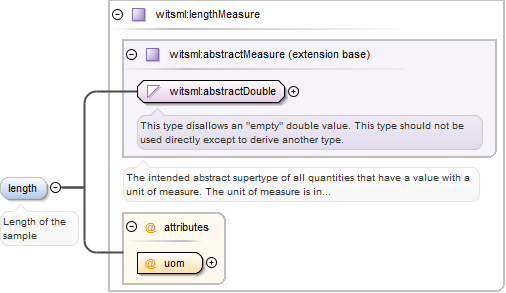 witsml:lengthMeasure
witsml:abstractMeasure (extension base)
witsml:abstractDouble
This type disallows an "empty" double value. This type should not be
used directly except to derive another type.
The intended abstract supertype of all quantities that have a value with a
unit of measure. The unit of measure is in...
length
Length of the
sample
@ attributes
@ uom